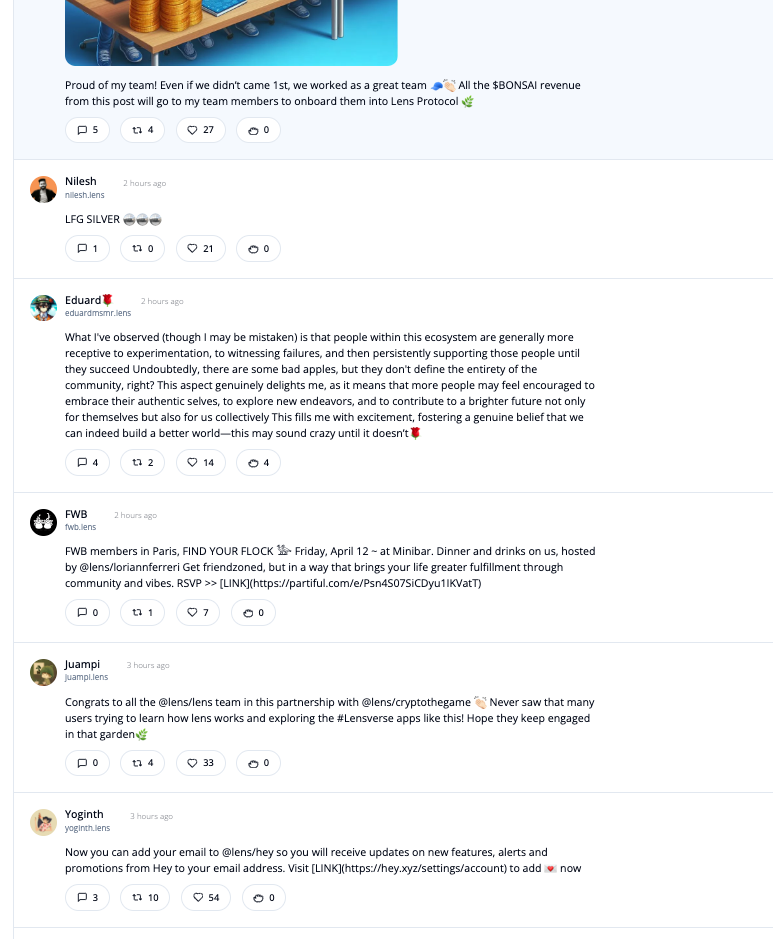 Proud of my team! Even if we didn't came 1st, we worked as a great team 🧢👏🏻 All the $BONSAI revenue
from this post will go to my team members to onboard them into Lens Protocol 🌿
5 4 27 0
Nilesh 2 hours ago
nilesh.lens
LFG SILVER 🪩🪩🪩
1 0 21 0
Eduard🌹 2 hours ago
eduardmsmr.lens
What I've observed (though I may be mistaken) is that people within this ecosystem are generally more
receptive to experimentation, to witnessing failures, and then persistently supporting those people until
they succeed Undoubtedly, there are some bad apples, but they don't define the entirety of the
community, right? This aspect genuinely delights me, as it means that more people may feel encouraged to
embrace their authentic selves, to explore new endeavors, and to contribute to a brighter future not only
for themselves but also for us collectively This fills me with excitement, fostering a genuine belief that we
can indeed build a better world—this may sound crazy until it doesn't🌹
4 2 14 4
FWB 2 hours ago
fwb.lens
FWB members in Paris, FIND YOUR FLOCK 🕊 Friday, April 12 ~ at Minibar. Dinner and drinks on us, hosted
by @lens/loriannferreri Get friendzoned, but in a way that brings your life greater fulfillment through
community and vibes. RSVP >> [LINK](https://partiful.com/e/Psn4S07SiCDyu1IKVatT)
0 1 7 0
Juampi 3 hours ago
juampi.lens
Congrats to all the @lens/lens team in this partnership with @lens/cryptothegame 👏🏻 Never saw that many
users trying to learn how lens works and exploring the #Lensverse apps like this! Hope they keep engaged
in that garden🌿
0 4 33 0
Yoginth 3 hours ago
yoginth.lens
Now you can add your email to @lens/hey so you will receive updates on new features, alerts and
promotions from Hey to your email address. Visit [LINK](https://hey.xyz/settings/account) to add 💌 now
3 10 54 0